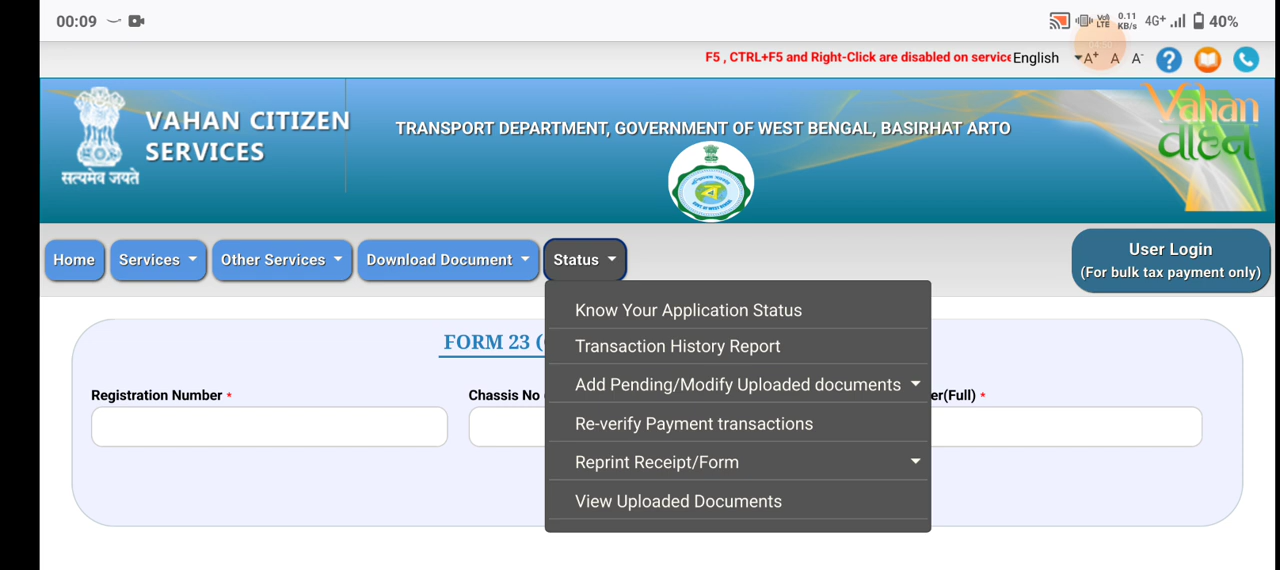 00:09
Vo)
LTE
0.11
KB/s
4G+
40%
F5 , CTRL+F5 and Right-Click are disabled on service
English
A+ A A-
VAHAN CITIZEN
SERVICES
सत्यमेव जयते
TRANSPORT DEPARTMENT, GOVERNMENT OF WEST BENGAL, BASIRHAT ARTO
Vahan
वाहन
Home
Services
Other Services
Download Document
Status
User Login
(For bulk tax payment only)
Know Your Application Status
Transaction History Report
Add Pending/Modify Uploaded documents
Re-verify Payment transactions
Reprint Receipt/Form
View Uploaded Documents
FORM 23 (
Registration Number *
Chassis No
er(Full) *